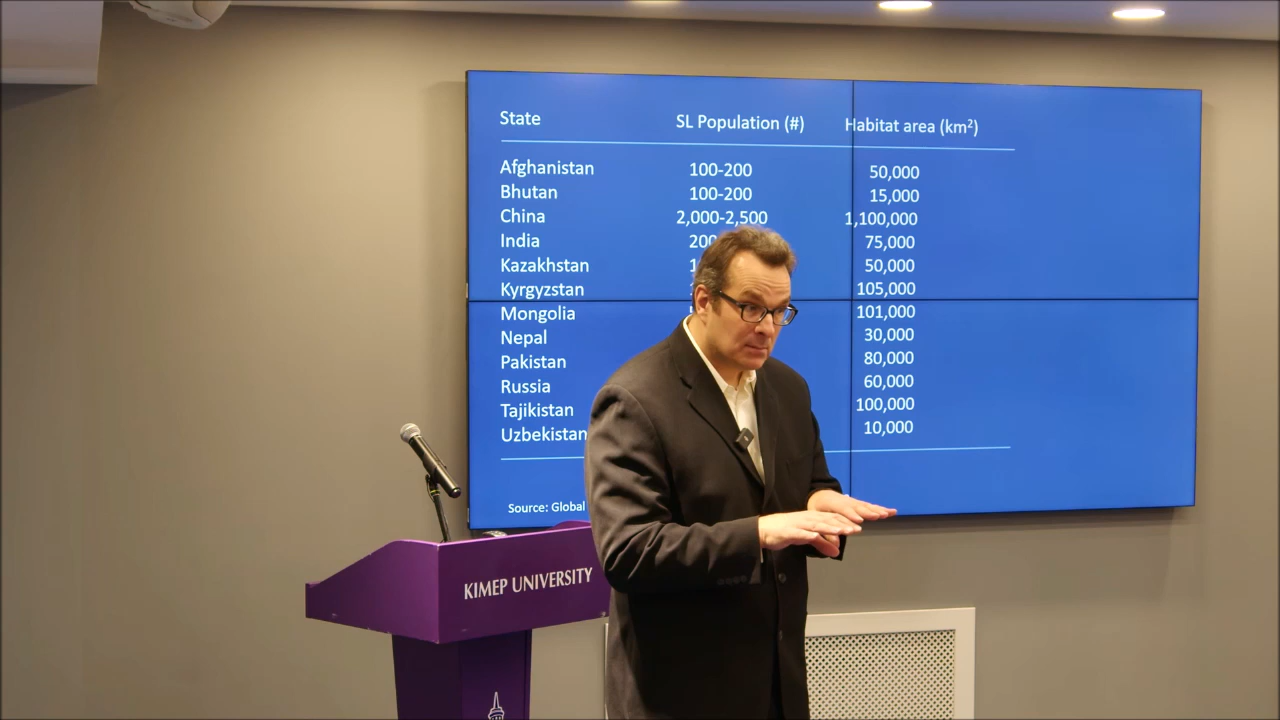 State SL Population (#) Habitat area (km²)
Afghanistan 100-200 50,000
Bhutan 100-200 15,000
China 2,000-2,500 1,100,000
India 75,000
Kazakhstan 50,000
Kyrgyzstan 105,000
Mongolia 101,000
Nepal 30,000
Pakistan 80,000
Russia 60,000
Tajikistan 100,000
Uzbekistan 10,000
Source: Global
KIMEP UNIVERSITY